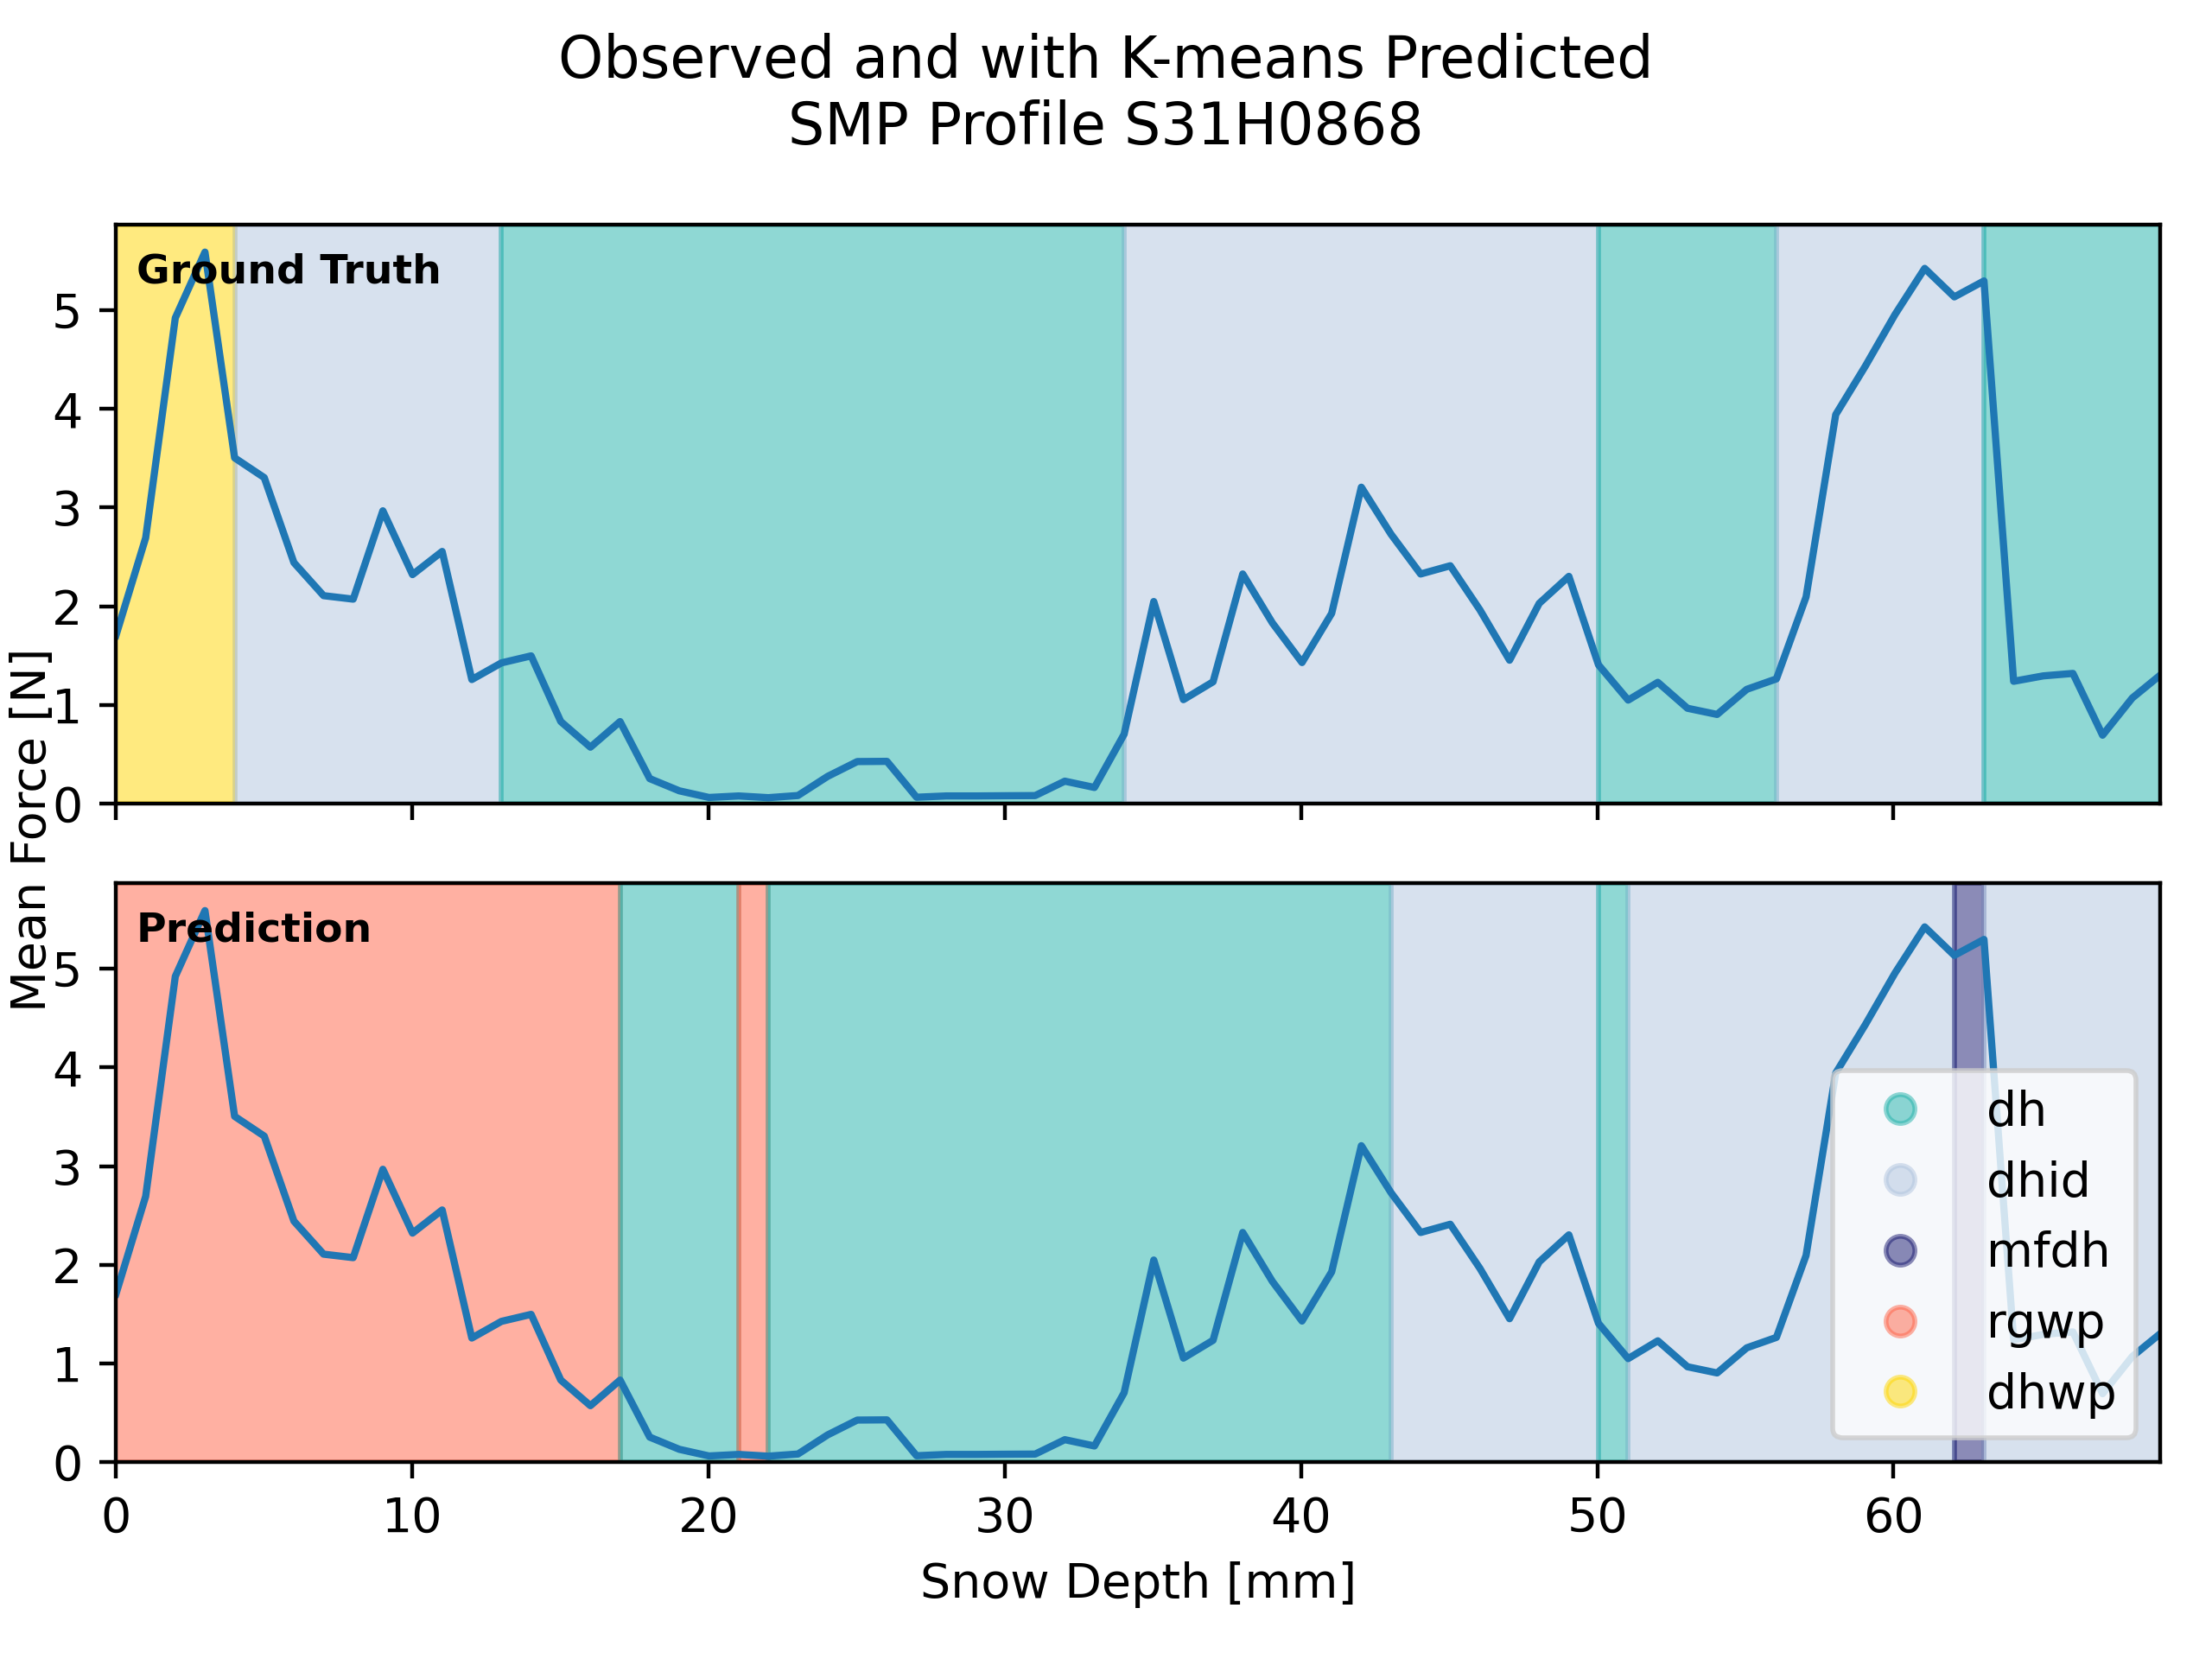 Observed and with K-means Predicted
SMP Profile S31H0868
Mean Force [N]
Ground Truth
5
4
3
2
1
0
Prediction
5
4
3
2
1
0
dh
dhid
mfdh
rgwp
dhwp
0 10 20 30 40 50 60
Snow Depth [mm]